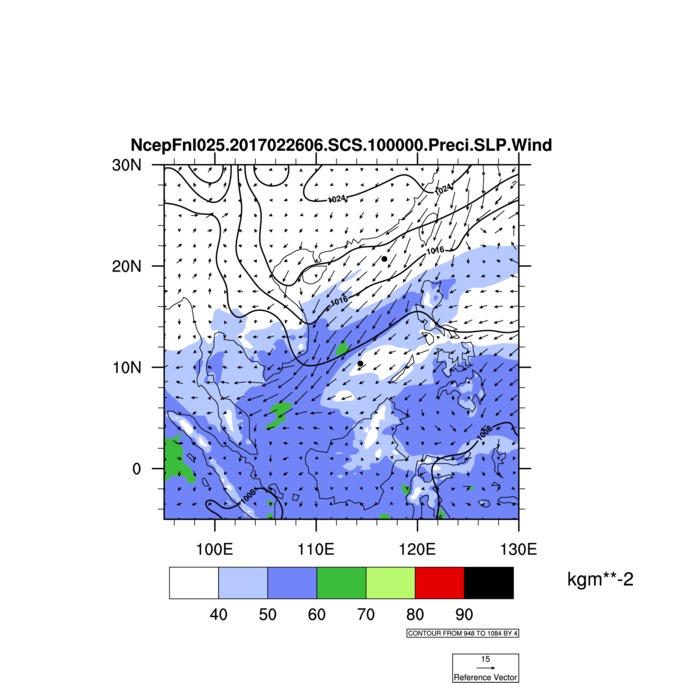 NcepFnl025.2017022606.SCS.100000.Preci.SLP.Wind
30N
1024
1024
1016
20N
1016
10N
1008
0
1008
100E 110E 120E 130E
kgm**-2
40 50 60 70 80 90
CONTOUR FROM 948 TO 1084 BY 4
15
Reference Vector